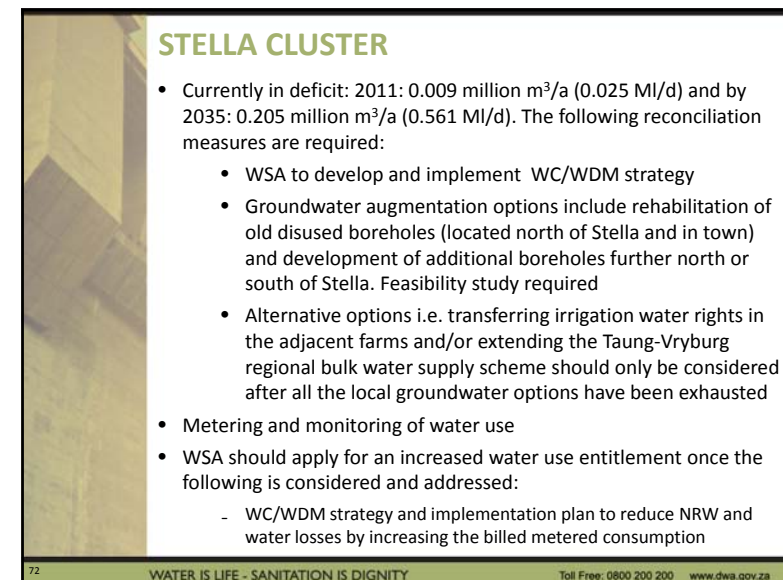 STELLA CLUSTER
• Currently in deficit: 2011: 0.009 million m³/a (0.025 Ml/d) and by
2035: 0.205 million m³/a (0.561 Ml/d). The following reconciliation
measures are required:
• WSA to develop and implement WC/WDM strategy
• Groundwater augmentation options include rehabilitation of
old disused boreholes (located north of Stella and in town)
and development of additional boreholes further north or
south of Stella. Feasibility study required
• Alternative options i.e. transferring irrigation water rights in
the adjacent farms and/or extending the Taung-Vryburg
regional bulk water supply scheme should only be considered
after all the local groundwater options have been exhausted
• Metering and monitoring of water use
• WSA should apply for an increased water use entitlement once the
following is considered and addressed:
- WC/WDM strategy and implementation plan to reduce NRW and
water losses by increasing the billed metered consumption
72 WATER IS LIFE - SANITATION IS DIGNITY Toll Free: 0800 200 200 www.dwa.gov.za